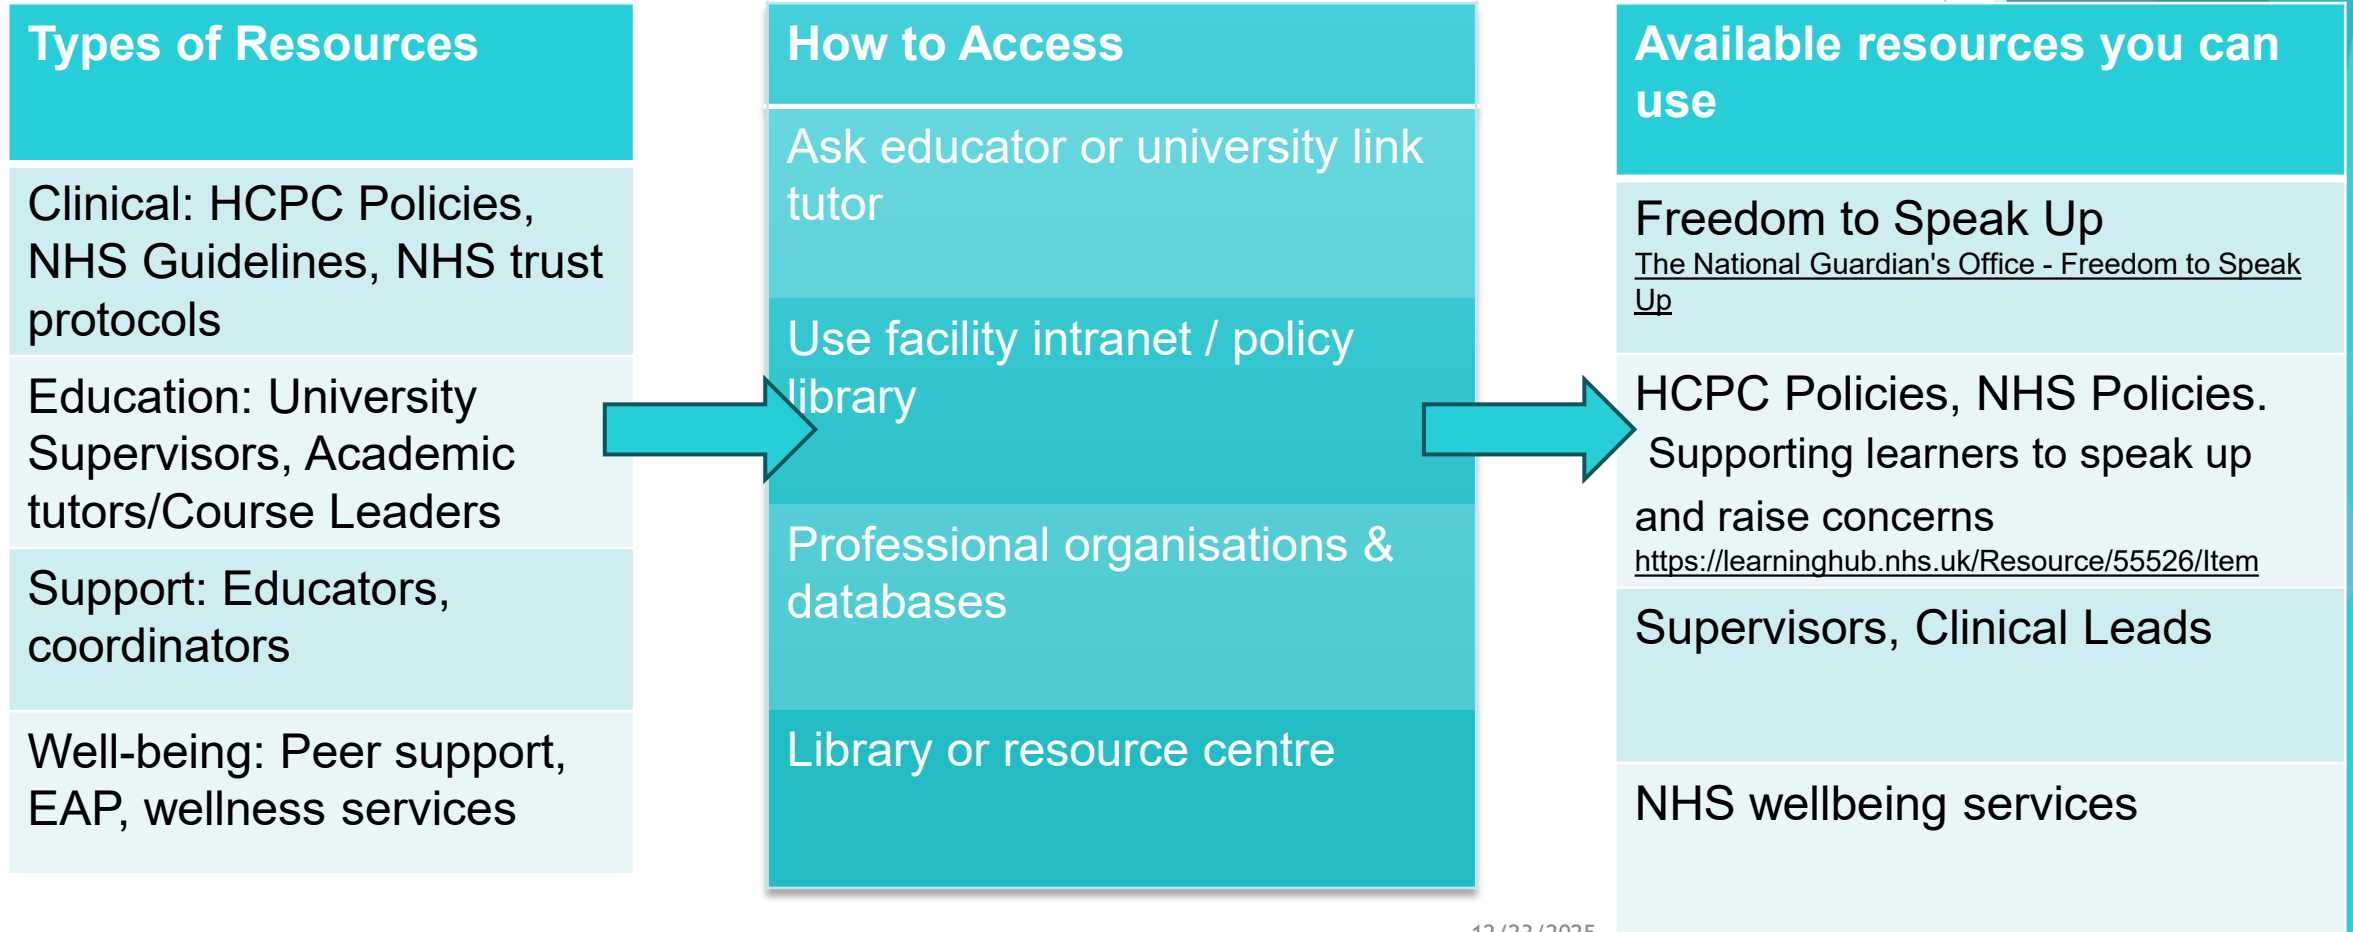 Types of Resources
Clinical: HCPC Policies,
NHS Guidelines, NHS trust
protocols
Education: University
Supervisors, Academic
tutors/Course Leaders
Support: Educators,
coordinators
Well-being: Peer support,
EAP, wellness services
How to Access
Ask educator or university link
tutor
Use facility intranet / policy
library
Professional organisations &
databases
Library or resource centre
Available resources you can
use
Freedom to Speak Up
The National Guardian's Office - Freedom to Speak
Up
HCPC Policies, NHS Policies.
Supporting learners to speak up
and raise concerns
https://learninghub.nhs.uk/Resource/55526/Item
Supervisors, Clinical Leads
NHS wellbeing services